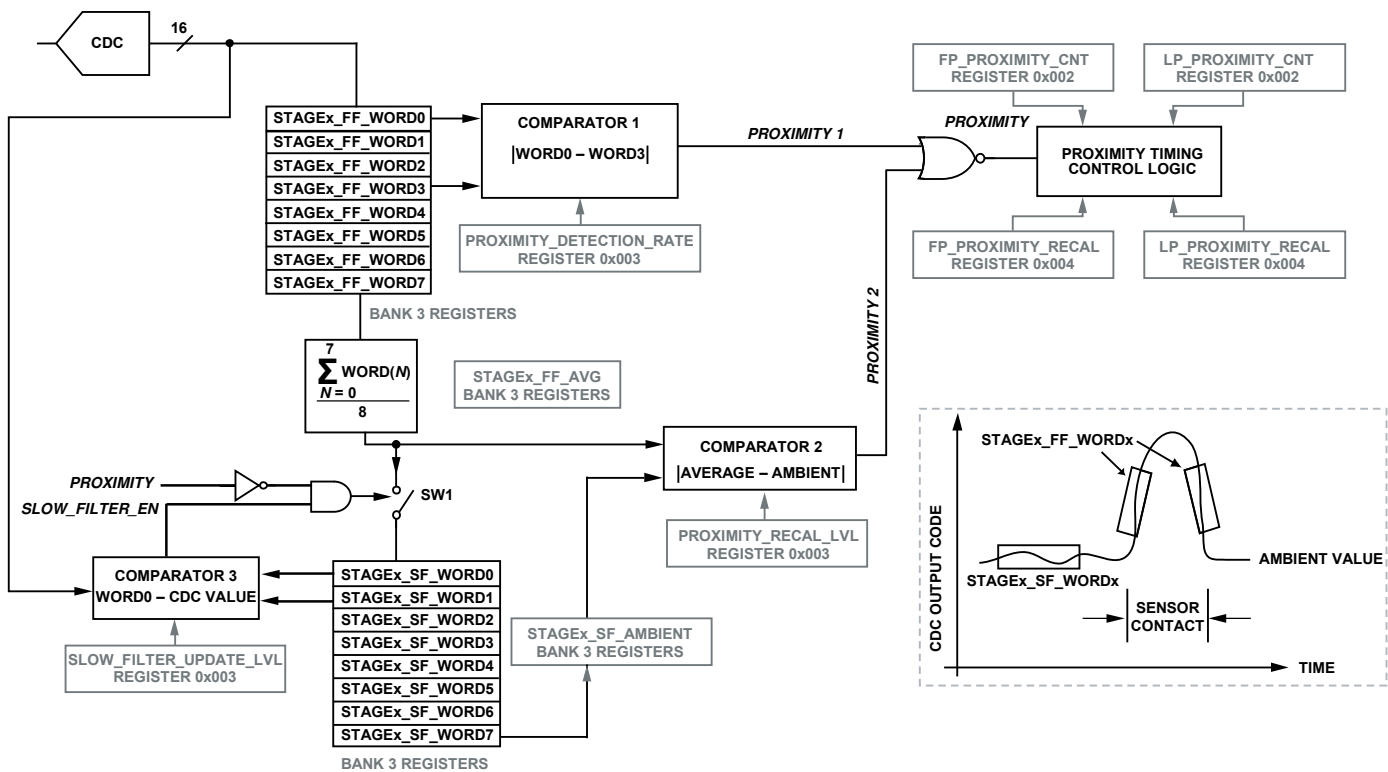 CDC
16
FP_PROXIMITY_CNT
REGISTER 0x002
LP_PROXIMITY_CNT
REGISTER 0x002
STAGEx_FF_WORD0
STAGEx_FF_WORD1
STAGEx_FF_WORD2
STAGEx_FF_WORD3
STAGEx_FF_WORD4
STAGEx_FF_WORD5
STAGEx_FF_WORD6
STAGEx_FF_WORD7
BANK 3 REGISTERS
COMPARATOR 1
|WORD0 – WORD3|
PROXIMITY_DETECTION_RATE
REGISTER 0x003
PROXIMITY 1
PROXIMITY
PROXIMITY TIMING
CONTROL LOGIC
FP_PROXIMITY_RECAL
REGISTER 0x004
LP_PROXIMITY_RECAL
REGISTER 0x004
PROXIMITY 2
7
Σ WORD(N)
N = 0
8
STAGEx_FF_AVG
BANK 3 REGISTERS
COMPARATOR 2
|AVERAGE – AMBIENT|
PROXIMITY_RECAL_LVL
REGISTER 0x003
PROXIMITY
SLOW_FILTER_EN
SW1
COMPARATOR 3
WORD0 – CDC VALUE
SLOW_FILTER_UPDATE_LVL
REGISTER 0x003
STAGEx_SF_WORD0
STAGEx_SF_WORD1
STAGEx_SF_WORD2
STAGEx_SF_WORD3
STAGEx_SF_WORD4
STAGEx_SF_WORD5
STAGEx_SF_WORD6
STAGEx_SF_WORD7
BANK 3 REGISTERS
STAGEx_SF_AMBIENT
BANK 3 REGISTERS
CDC OUTPUT CODE
STAGEx_FF_WORDx
STAGEx_SF_WORDx
AMBIENT VALUE
SENSOR
CONTACT
TIME